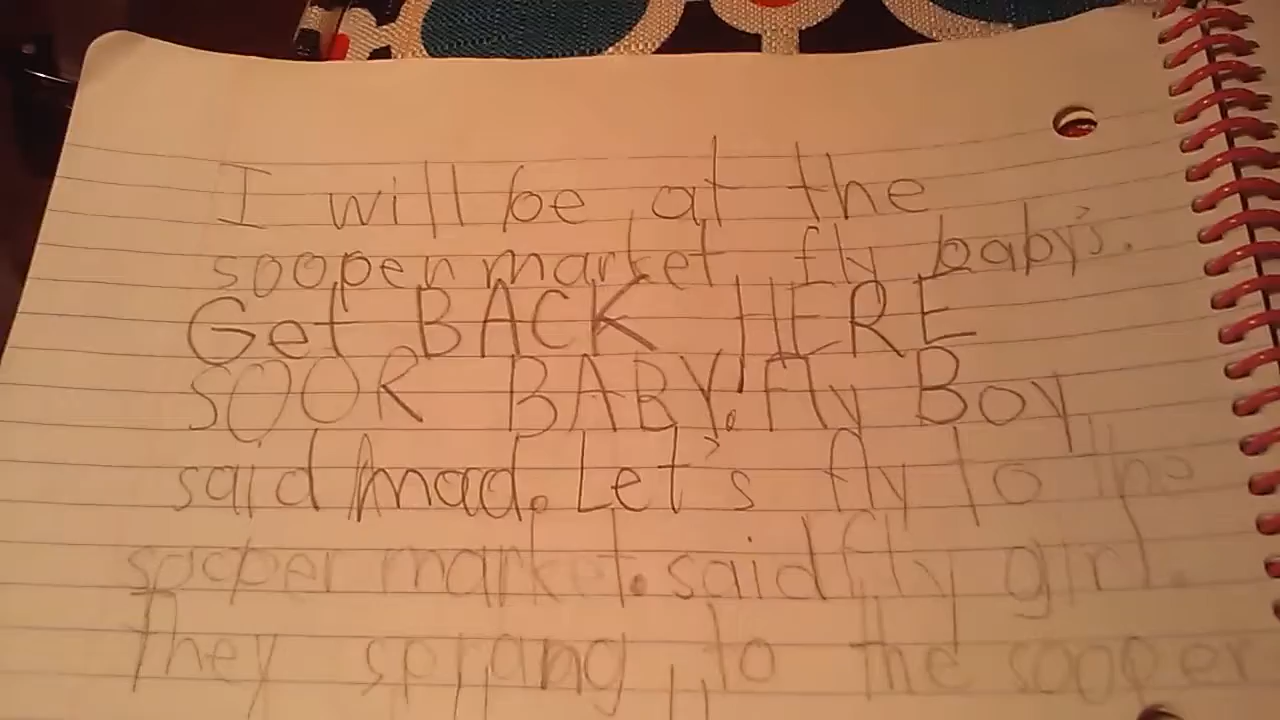 I will be at the
sooper market fly baby's.
Get BACK HERE
SOOR BABY! Fly Boy
said mad. Let's fly to the
sooper market. said fly girl.
they sprang to the sooper